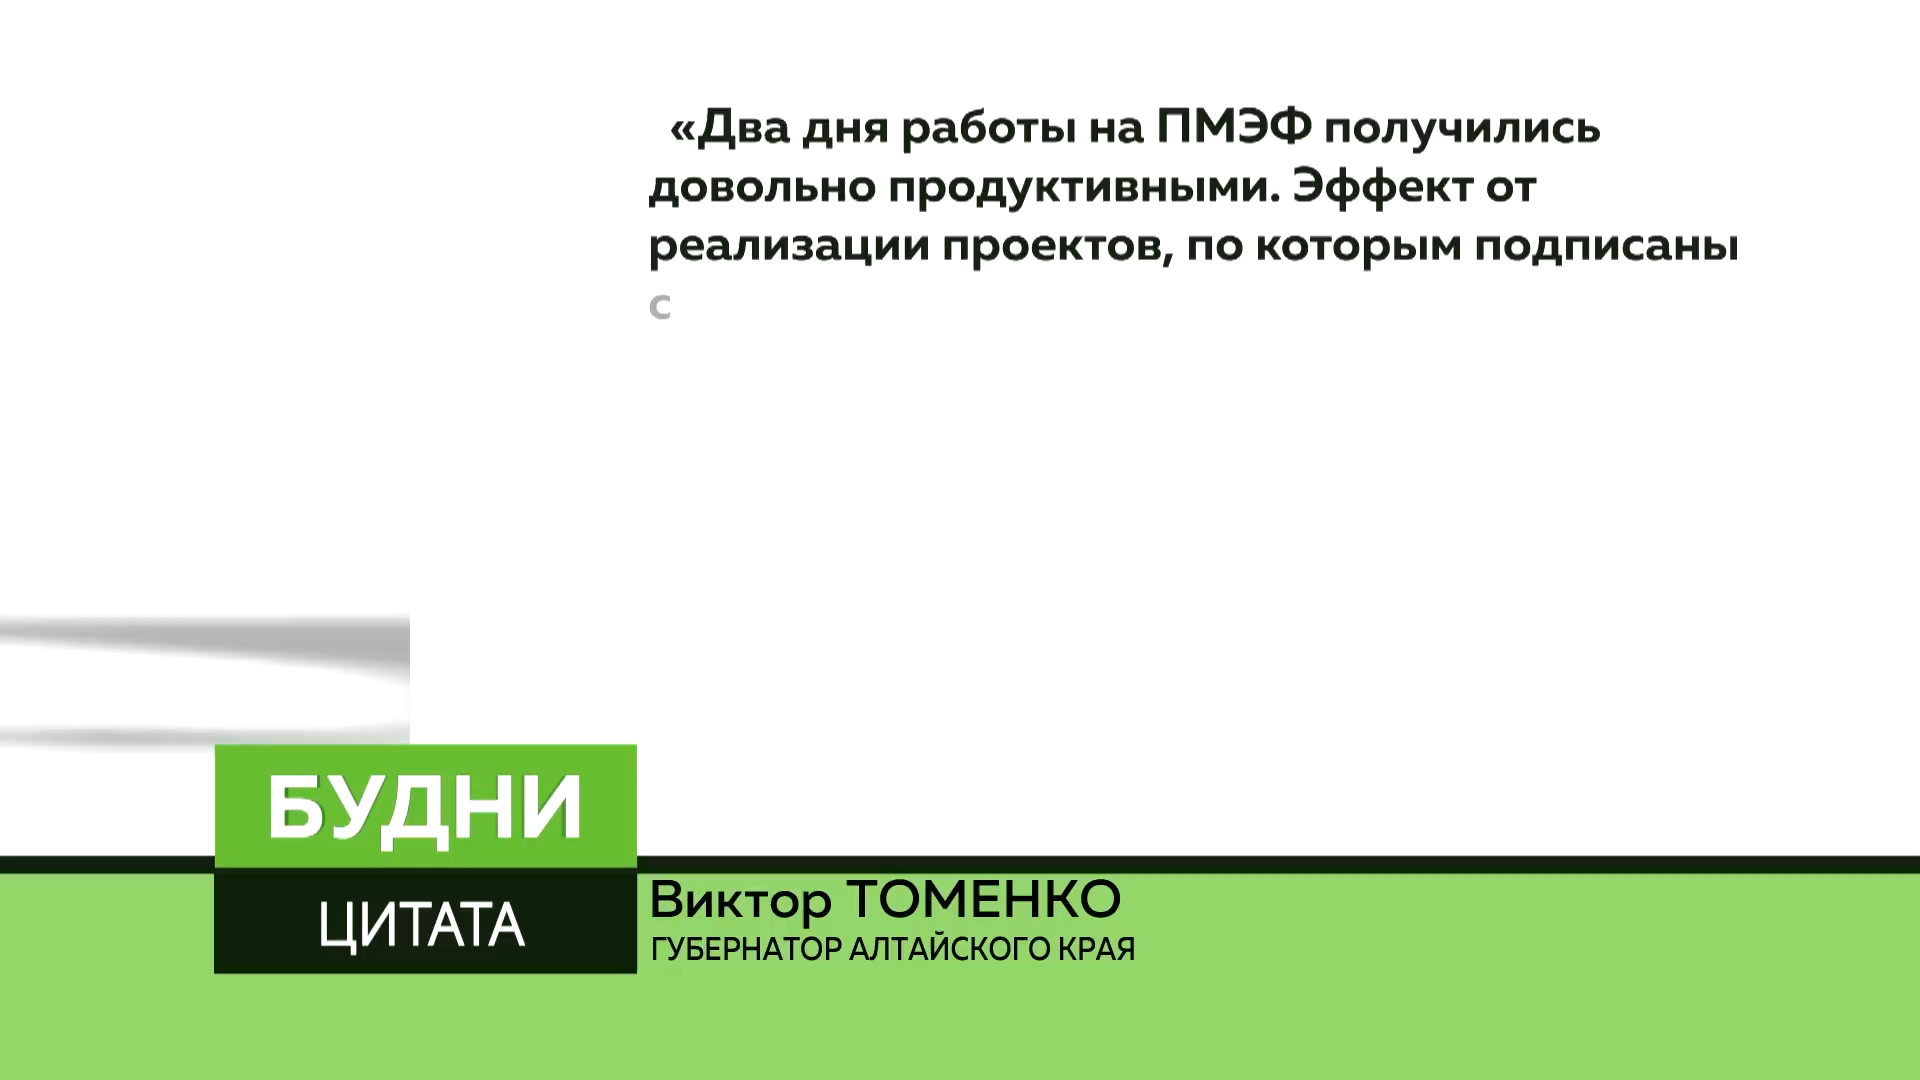 «Два дня работы на ПМЭФ получились
довольно продуктивными. Эффект от
реализации проектов, по которым подписаны
с
БУДНИ
ЦИТАТА
Виктор ТОМЕНКО
ГУБЕРНАТОР АЛТАЙСКОГО КРАЯ